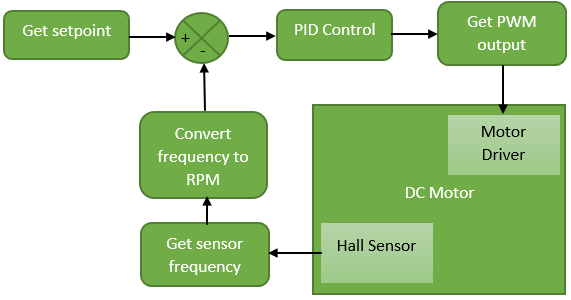 Get setpoint
+
-
PID Control
Get PWM
output
Motor
Driver
DC Motor
Hall Sensor
Get sensor
frequency
Convert
frequency to
RPM